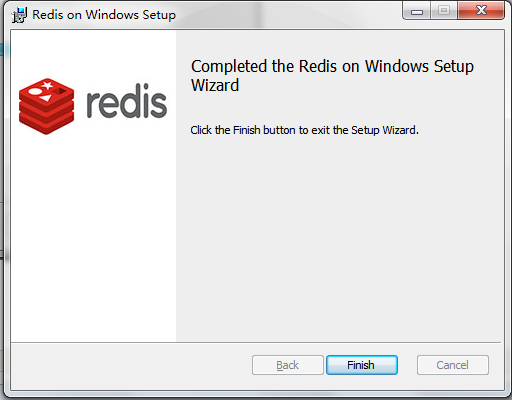 Redis on Windows Setup
redis
Completed the Redis on Windows Setup
Wizard
Click the Finish button to exit the Setup Wizard.
Back
Finish
Cancel